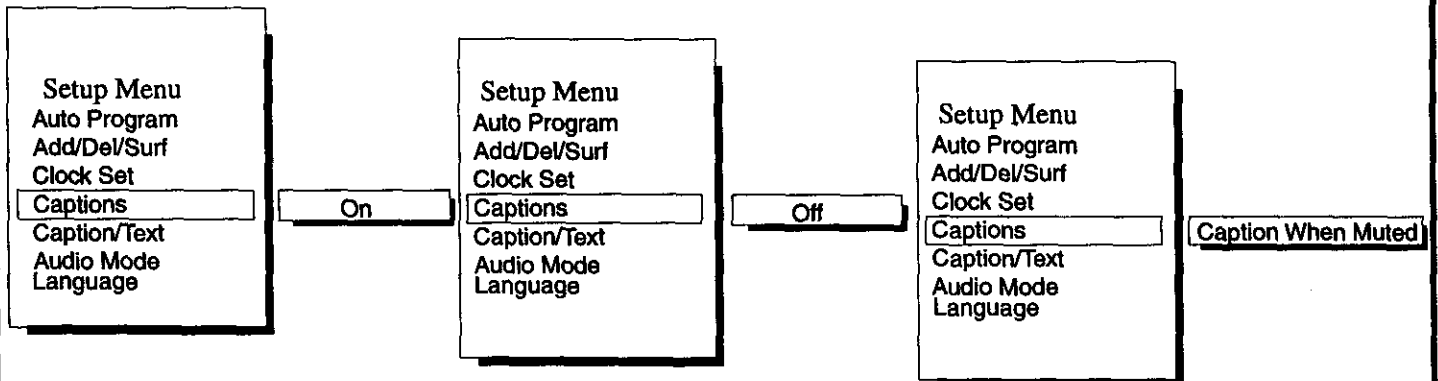 Setup Menu
Auto Program
Add/Del/Surf
Clock Set
Captions
Caption/Text
Audio Mode
Language
On
Setup Menu
Auto Program
Add/Del/Surf
Clock Set
Captions
Caption/Text
Audio Mode
Language
Off
Setup Menu
Auto Program
Add/Del/Surf
Clock Set
Captions
Caption/Text
Audio Mode
Language
Caption When Muted